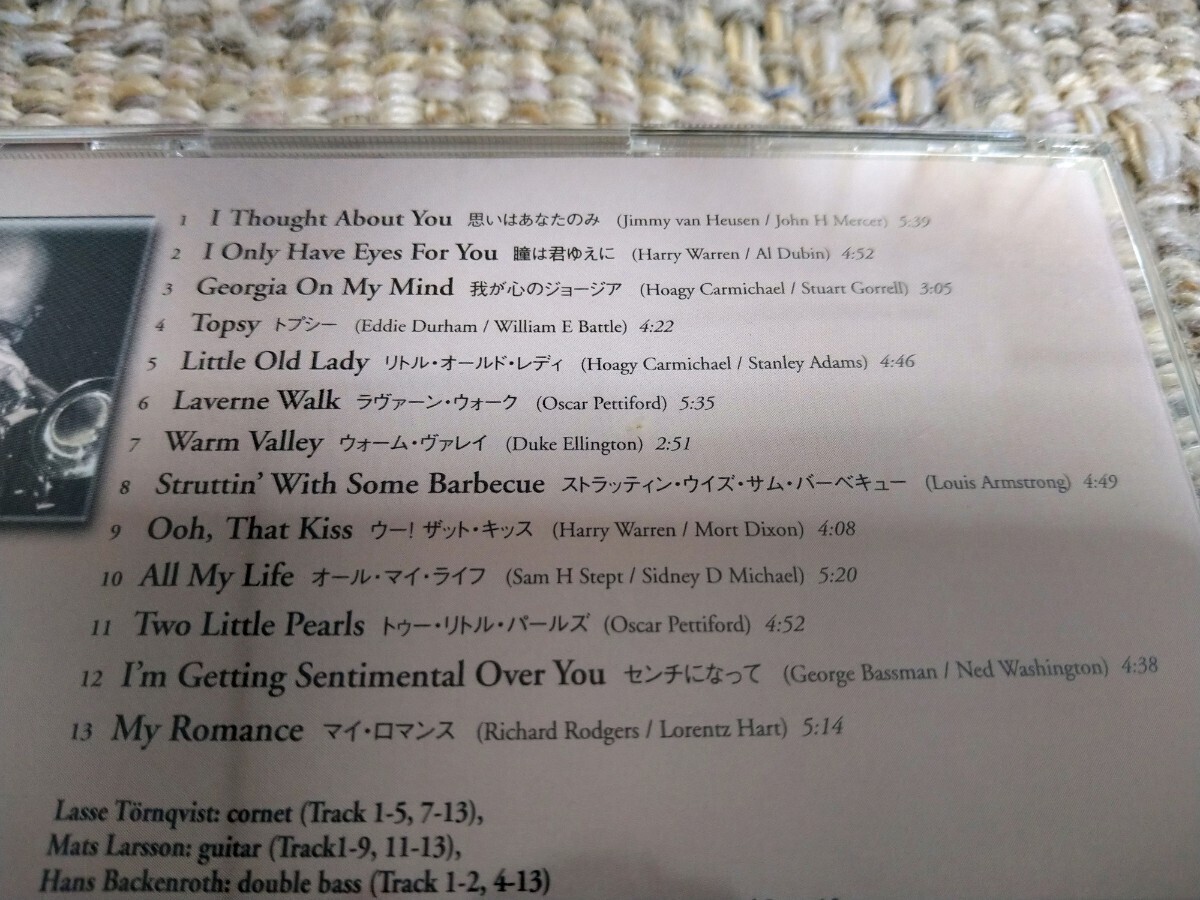 1 I Thought About You 思いはあなたのみ (Jimmy van Heusen / John H Mercer) 5:39
2 I Only Have Eyes For You 瞳は君ゆえに (Harry Warren / Al Dubin) 4:52
3 Georgia On My Mind 我が心のジョージア (Hoagy Carmichael / Stuart Gorrell) 3:05
4 Topsy トプシー (Eddie Durham / William E Battle) 4:22
5 Little Old Lady リトル・オールド・レディ (Hoagy Carmichael / Stanley Adams) 4:46
6 Laverne Walk ラヴァーン・ウォーク (Oscar Pettiford) 5:35
7 Warm Valley ウォーム・ヴァレイ (Duke Ellington) 2:51
8 Struttin' With Some Barbecue ストラッティン・ウイズ・サム・バーベキュー (Louis Armstrong) 4:49
9 Ooh, That Kiss ウー! ザット・キッス (Harry Warren / Mort Dixon) 4:08
10 All My Life オール・マイ・ライフ (Sam H Stept / Sidney D Michael) 5:20
11 Two Little Pearls トゥー・リトル・パールズ (Oscar Pettiford) 4:52
12 I'm Getting Sentimental Over You センチになって (George Bassman / Ned Washington) 4:38
13 My Romance マイ・ロマンス (Richard Rodgers / Lorentz Hart) 5:14
Lasse Törnqvist: cornet (Track 1-5, 7-13),
Mats Larsson: guitar (Track1-9, 11-13),
Hans Backenroth: double bass (Track 1-2, 4-13)